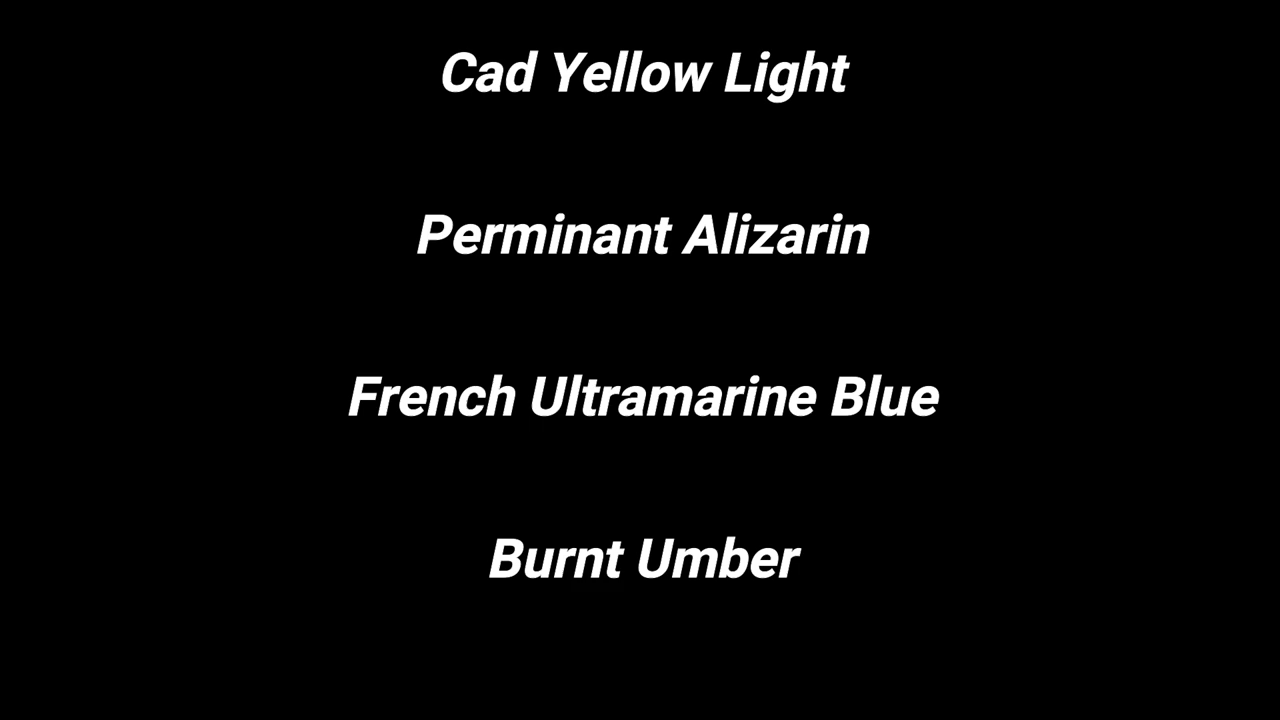 Cad Yellow Light
Perminant Alizarin
French Ultramarine Blue
Burnt Umber